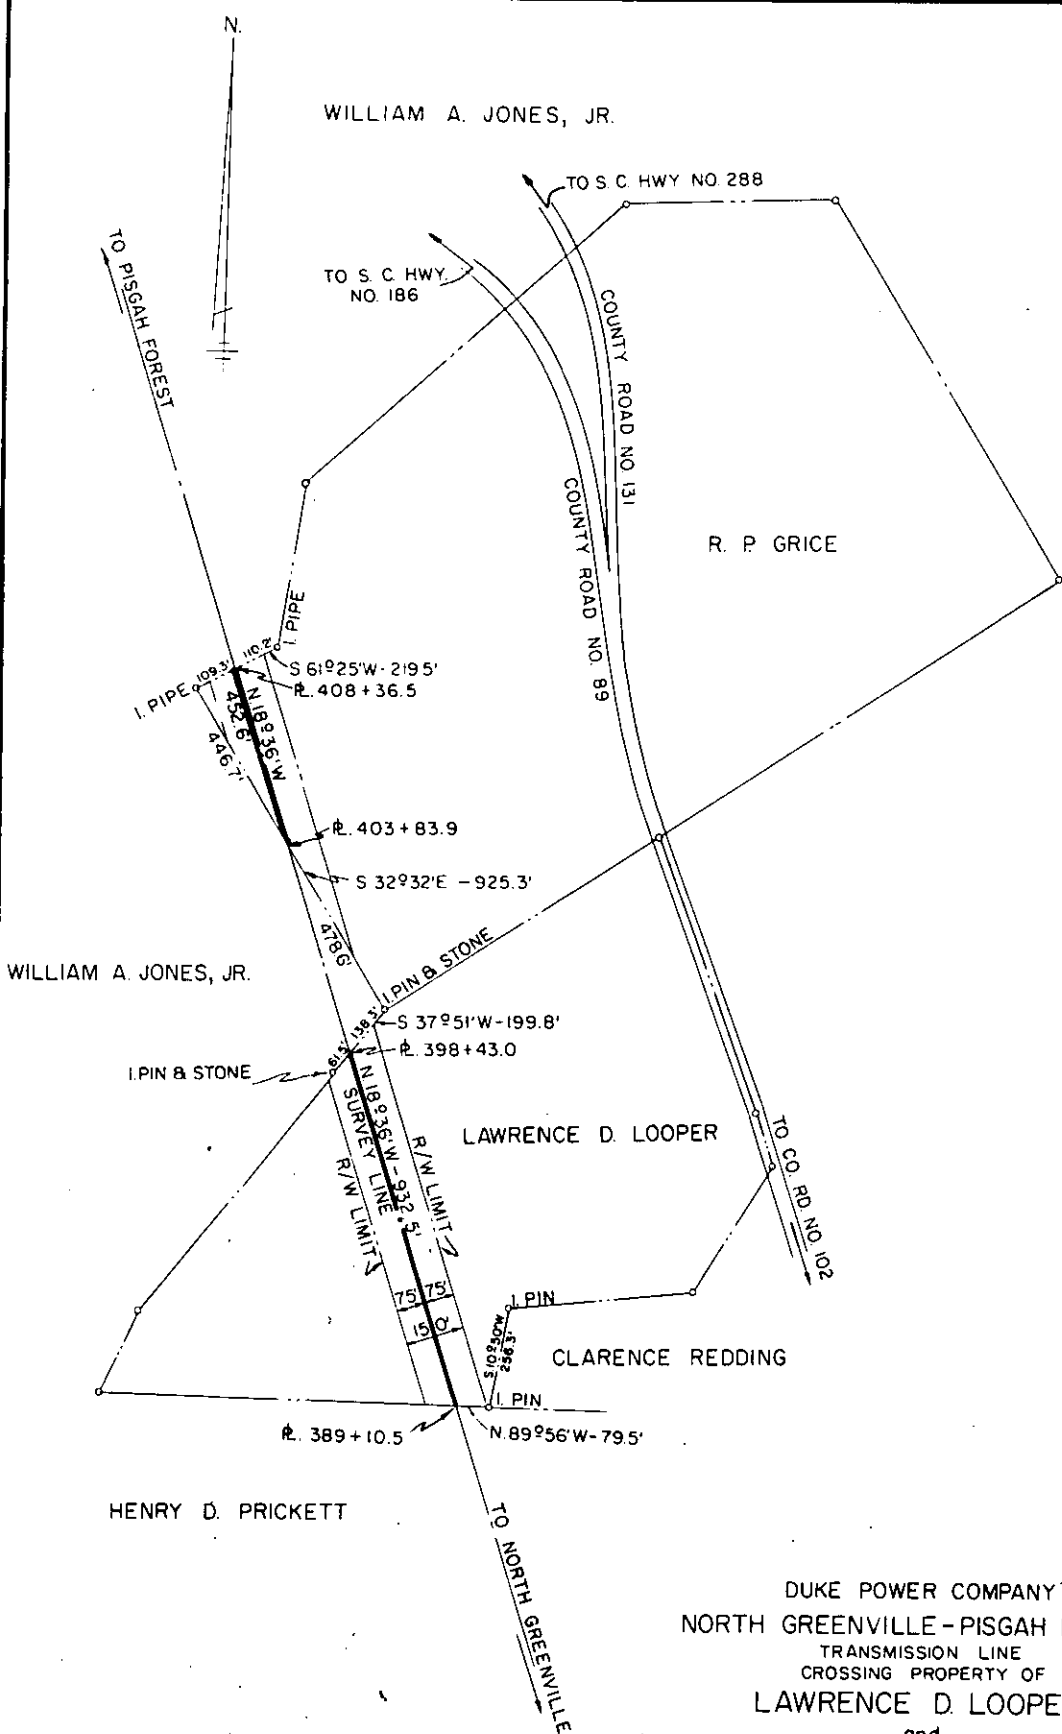 N.
WILLIAM A. JONES, JR.
TO S. C. HWY NO. 288
TO S. C. HWY.
NO. 186
TO PISGAH FOREST
COUNTY ROAD NO. 131
COUNTY ROAD NO. 89
R. P. GRICE
I. PIPE
110.2'
109.3'
S 61°25'W-219.5'
I. PIPE
P.L. 408+36.5
N 18°36'W
452.6'
446.7'
P.L. 403+83.9
S 32°32'E -925.3'
478.6'
WILLIAM A. JONES, JR.
I. PIN & STONE
138.3'
S 37°51'W-199.8'
61.5'
P.L. 398+43.0
I. PIN & STONE
N 18°36'W-932.5'
SURVEY LINE
LAWRENCE D. LOOPER
R/W LIMIT
R/W LIMIT
TO CO. RD. NO. 102
75' 75'
150'
I. PIN
S 10°50'W
256.3'
CLARENCE REDDING
I. PIN
P.L. 389+10.5
N. 89°56'W-79.5'
HENRY D. PRICKETT
TO NORTH GREENVILLE
DUKE POWER COMPANY
NORTH GREENVILLE-PISGAH
TRANSMISSION LINE
CROSSING PROPERTY OF
LAWRENCE D. LOOPE
and